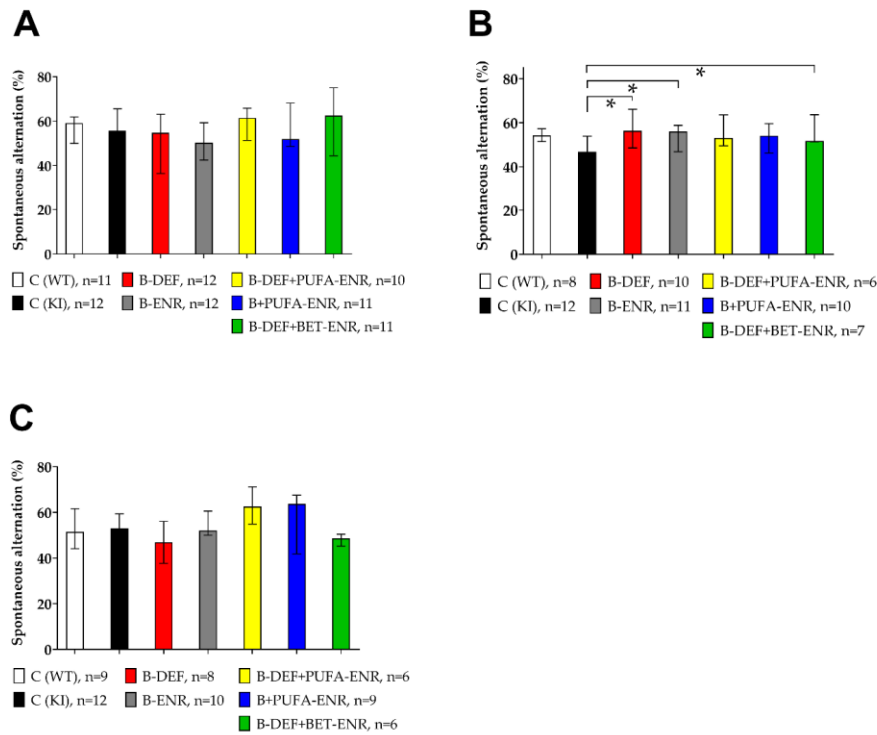 A
Spontaneous alternation (%)
80
60
40
20
0
C (WT), n=11 B-DEF, n=12 B-DEF+PUFA-ENR, n=10
C (KI), n=12 B-ENR, n=12 B+PUFA-ENR, n=11
B-DEF+BET-ENR, n=11
B
Spontaneous alternation (%)
80
60
40
20
0
*
*
*
C (WT), n=8 B-DEF, n=10 B-DEF+PUFA-ENR, n=6
C (KI), n=12 B-ENR, n=11 B+PUFA-ENR, n=10
B-DEF+BET-ENR, n=7
C
Spontaneous alternation (%)
80
60
40
20
0
C (WT), n=9 B-DEF, n=8 B-DEF+PUFA-ENR, n=6
C (KI), n=12 B-ENR, n=10 B+PUFA-ENR, n=9
B-DEF+BET-ENR, n=6